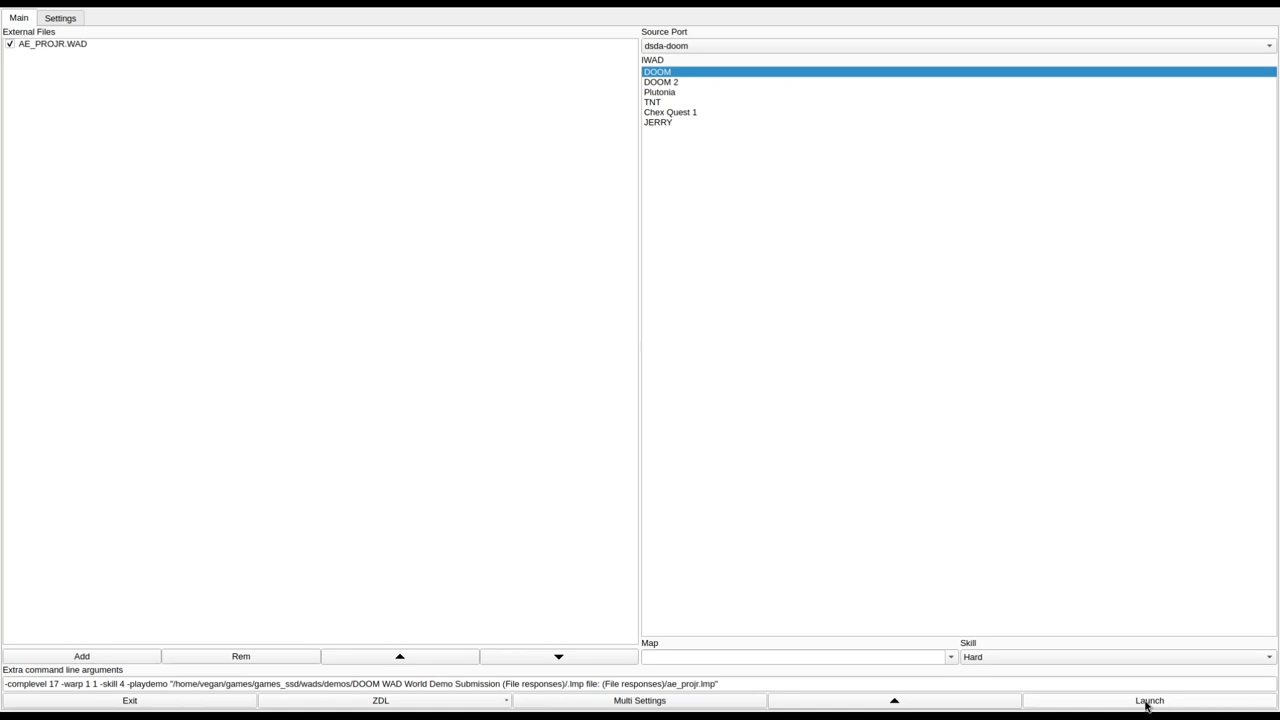 Main Settings
External Files
AE_PROJR.WAD
Source Port
dsda-doom
IWAD
DOOM
DOOM 2
Plutonia
TNT
Chex Quest 1
JERRY
Map Skill
Hard
Add Rem
Extra command line arguments
-complevel 17 -warp 1 1 -skill 4 -playdemo "/home/vegan/games/games_ssd/wads/demos/DOOM WAD World Demo Submission (File responses)/.lmp file: (File responses)/ae_projr.lmp"
Exit ZDL Multi Settings Launch